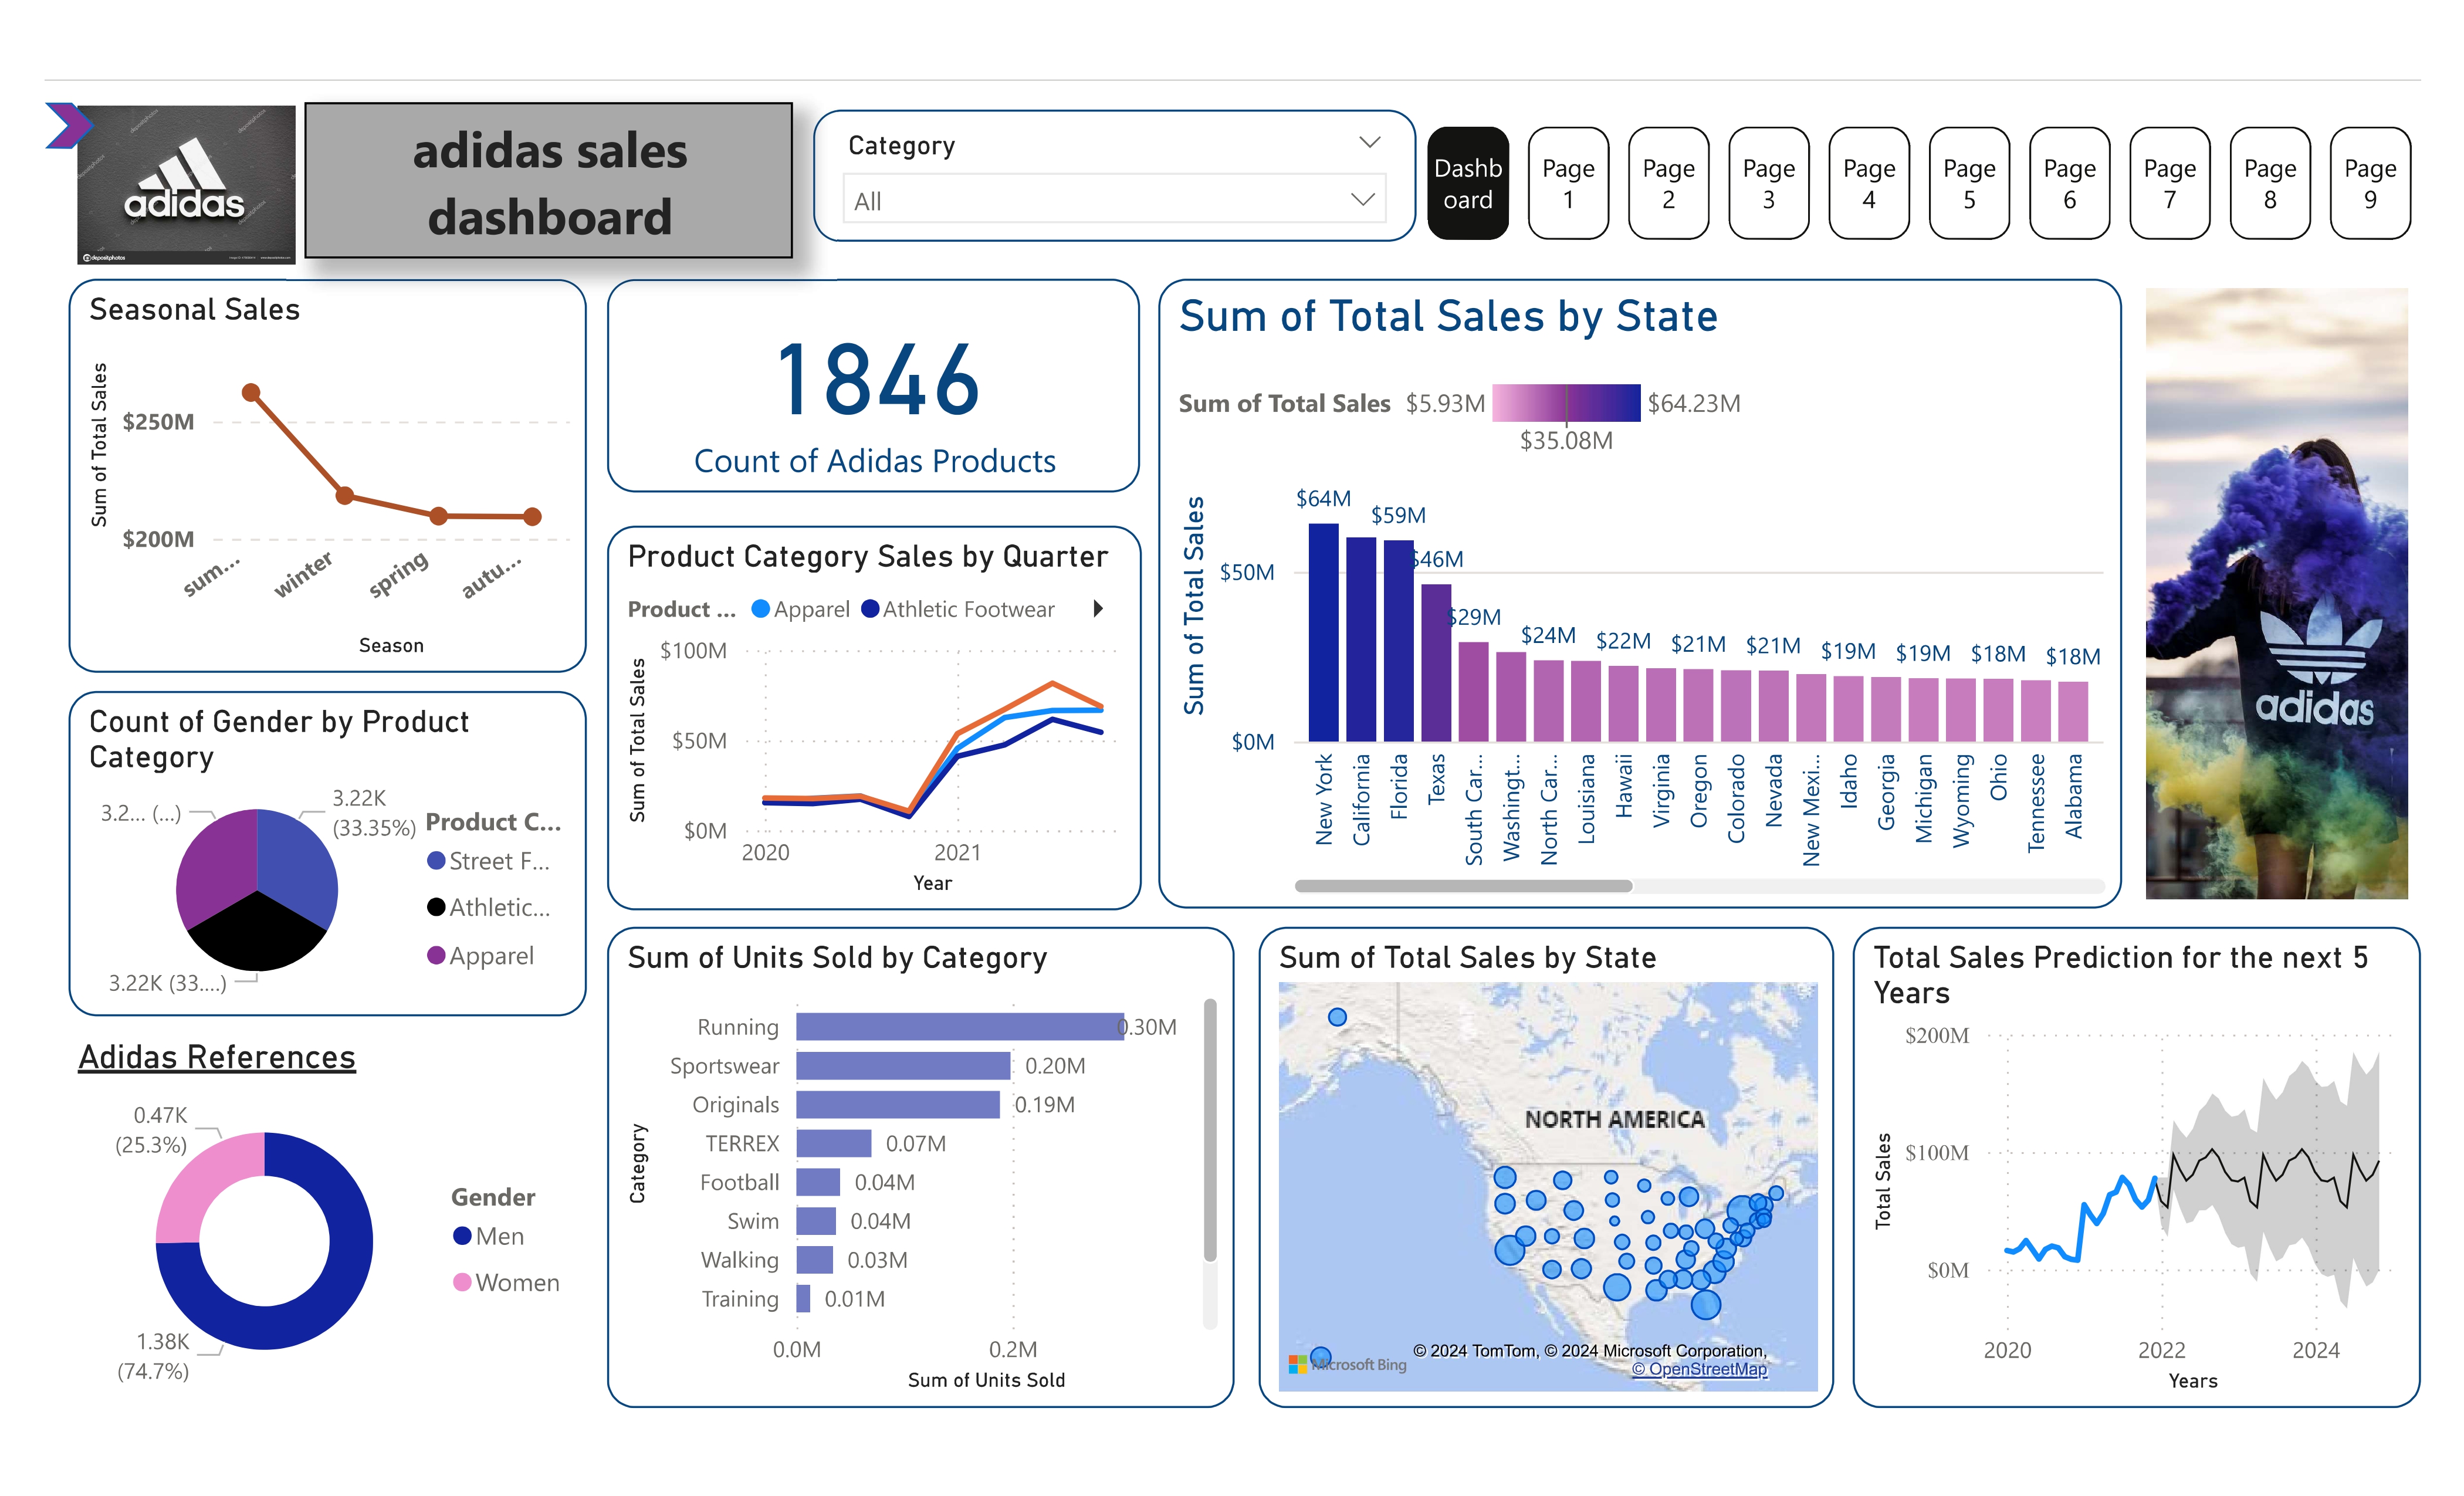 adidas
depositphotos
adidas sales
dashboard
Category
All
Dashb
oard
Page
1
Page
2
Page
3
Page
4
Page
5
Page
6
Page
7
Page
8
Page
9
Seasonal Sales
Sum of Total Sales
$250M
$200M
sum...
winter
spring
autu...
Season
1846
Count of Adidas Products
Sum of Total Sales by State
Sum of Total Sales $5.93M $64.23M
$35.08M
Sum of Total Sales
$50M
$0M
$64M
$59M
$46M
$29M
$24M
$22M
$21M
$21M
$19M
$19M
$18M
$18M
New York
California
Florida
Texas
South Car...
Washingt...
North Car...
Louisiana
Hawaii
Virginia
Oregon
Colorado
Nevada
New Mexi...
Idaho
Georgia
Michigan
Wyoming
Ohio
Tennessee
Alabama
adidas
Product Category Sales by Quarter
Product ... Apparel Athletic Footwear
Sum of Total Sales
$100M
$50M
$0M
2020
2021
Year
Count of Gender by Product
Category
3.2... (...)
3.22K
(33.35%)
3.22K (33....)
Product C...
Street F...
Athletic...
Apparel
Adidas References
0.47K
(25.3%)
1.38K
(74.7%)
Gender
Men
Women
Sum of Units Sold by Category
Category
Running 0.30M
Sportswear 0.20M
Originals 0.19M
TERREX 0.07M
Football 0.04M
Swim 0.04M
Walking 0.03M
Training 0.01M
0.0M
0.2M
Sum of Units Sold
Sum of Total Sales by State
NORTH AMERICA
Microsoft Bing
© 2024 TomTom, © 2024 Microsoft Corporation,
© OpenStreetMap
Total Sales Prediction for the next 5
Years
Total Sales
$200M
$100M
$0M
2020
2022
2024
Years